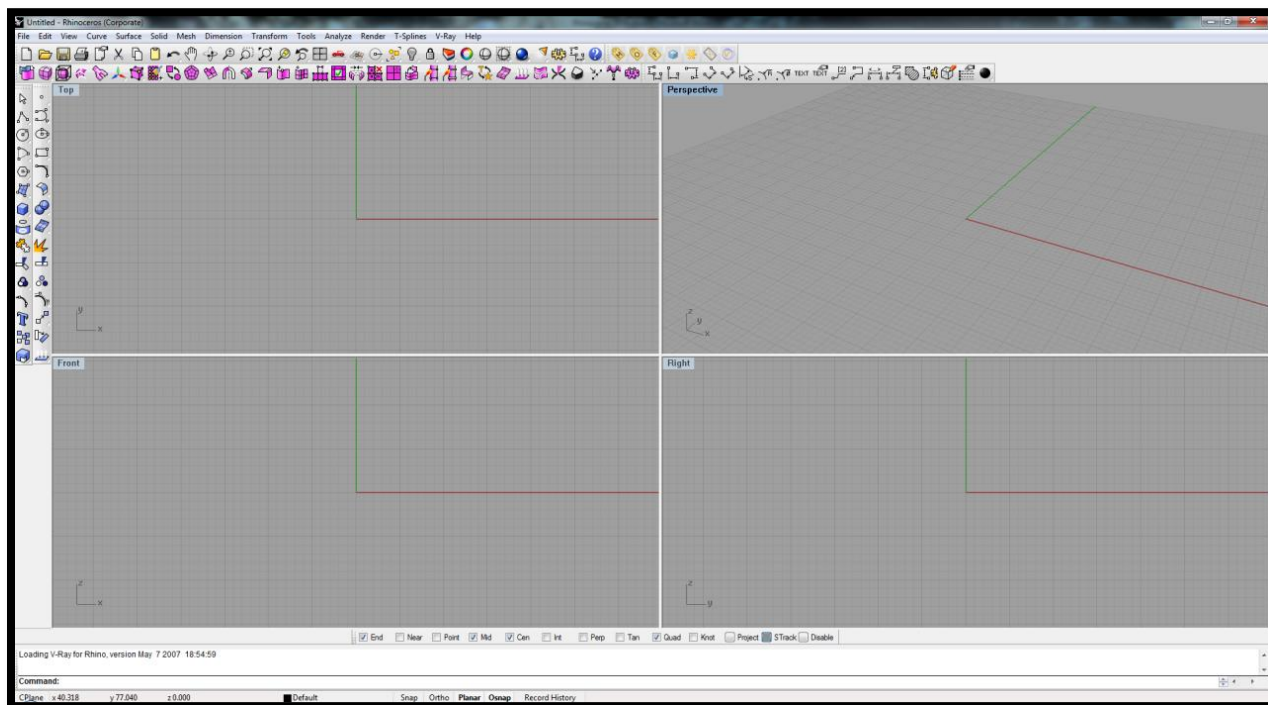 Untitled - Rhinoceros (Corporate)
File Edit View Curve Surface Solid Mesh Dimension Transform Tools Analyze Render T-Splines V-Ray Help
TEXT TEXT
Top Perspective
y z
y
x x
Front Right
z z
x y
End Near Point Mid Cen Int Perp Tan Quad Knot Project STrack Disable
Loading V-Ray for Rhino, version May 7 2007 18:54:59
Command:
CPlane x 40.318 y 77.040 z 0.000 Default Snap Ortho Planar Osnap Record History